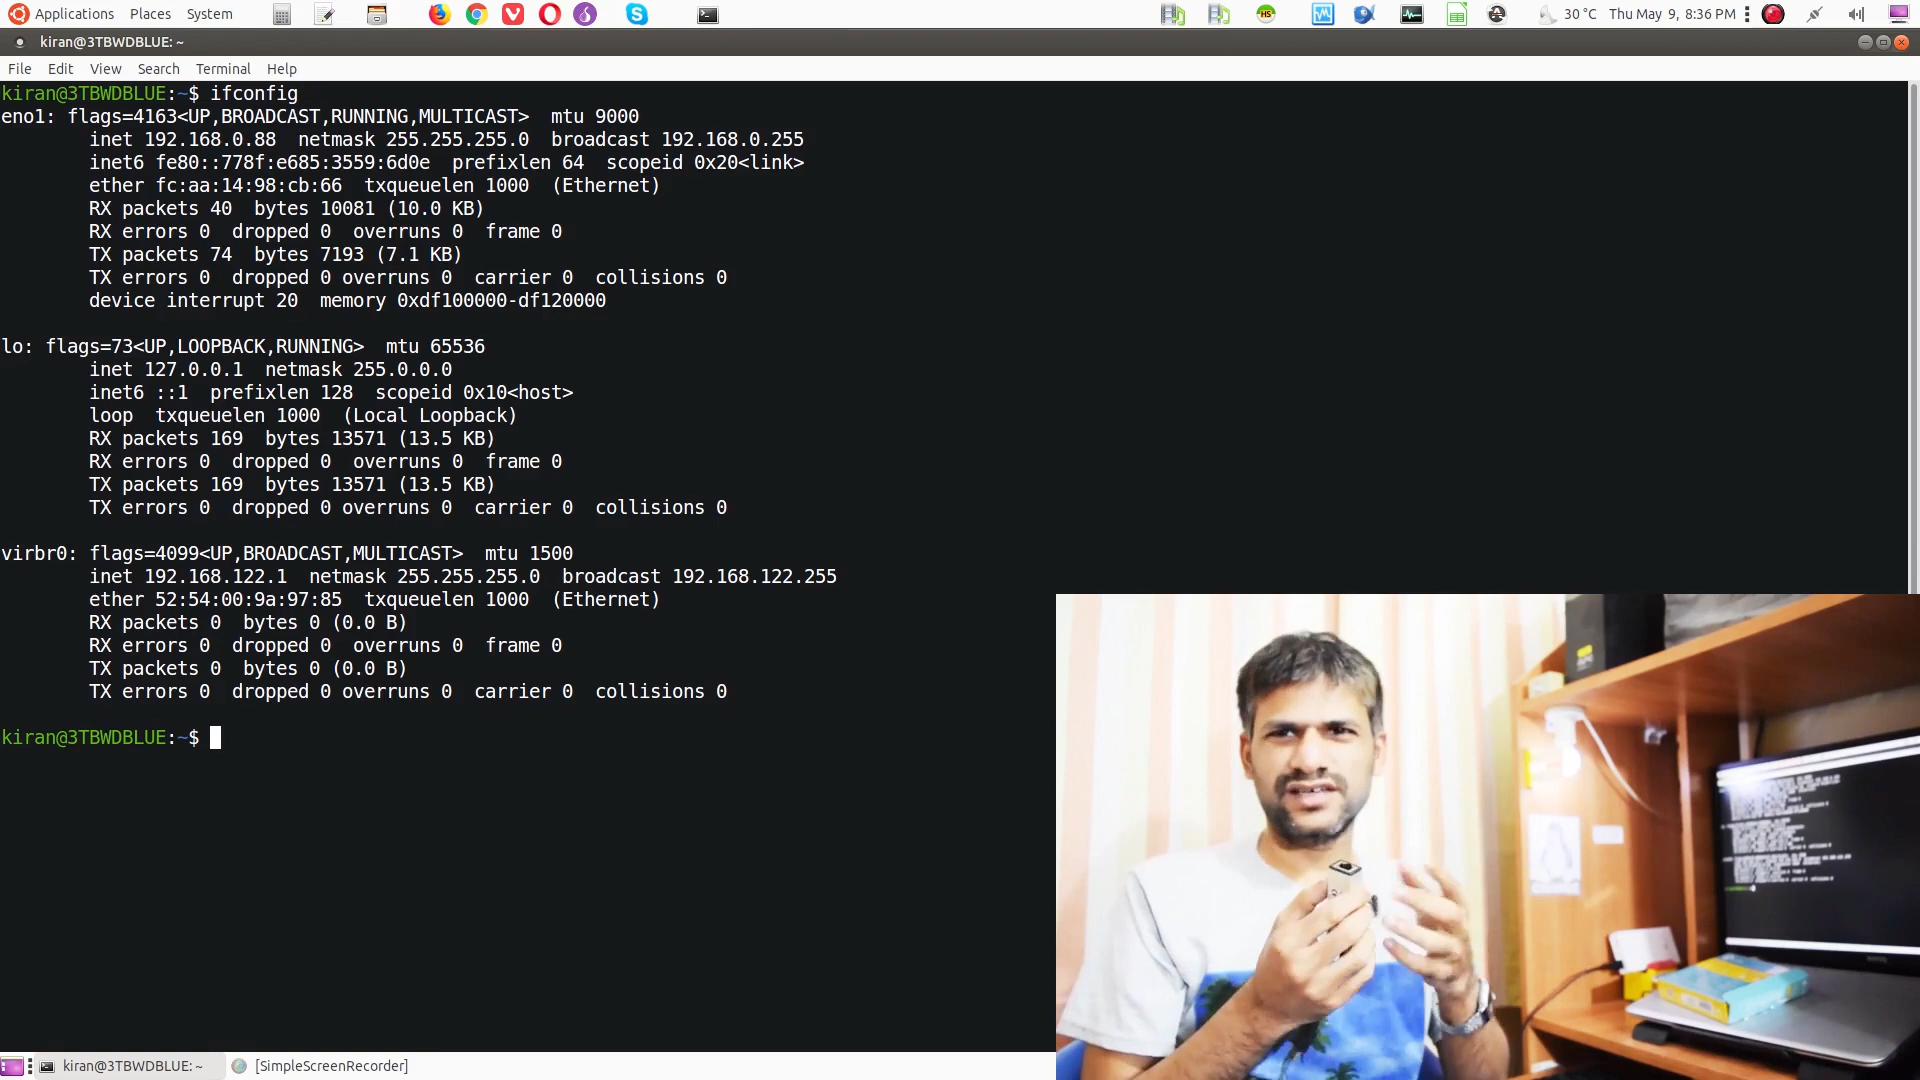 Applications Places System 30 °C Thu May 9, 8:36 PM
kiran@3TBWDBLUE: ~
File Edit View Search Terminal Help
kiran@3TBWDBLUE:~$ ifconfig
eno1: flags=4163<UP,BROADCAST,RUNNING,MULTICAST> mtu 9000
inet 192.168.0.88 netmask 255.255.255.0 broadcast 192.168.0.255
inet6 fe80::778f:e685:3559:6d0e prefixlen 64 scopeid 0x20<link>
ether fc:aa:14:98:cb:66 txqueuelen 1000 (Ethernet)
RX packets 40 bytes 10081 (10.0 KB)
RX errors 0 dropped 0 overruns 0 frame 0
TX packets 74 bytes 7193 (7.1 KB)
TX errors 0 dropped 0 overruns 0 carrier 0 collisions 0
device interrupt 20 memory 0xdf100000-df120000
lo: flags=73<UP,LOOPBACK,RUNNING> mtu 65536
inet 127.0.0.1 netmask 255.0.0.0
inet6 ::1 prefixlen 128 scopeid 0x10<host>
loop txqueuelen 1000 (Local Loopback)
RX packets 169 bytes 13571 (13.5 KB)
RX errors 0 dropped 0 overruns 0 frame 0
TX packets 169 bytes 13571 (13.5 KB)
TX errors 0 dropped 0 overruns 0 carrier 0 collisions 0
virbr0: flags=4099<UP,BROADCAST,MULTICAST> mtu 1500
inet 192.168.122.1 netmask 255.255.255.0 broadcast 192.168.122.255
ether 52:54:00:9a:97:85 txqueuelen 1000 (Ethernet)
RX packets 0 bytes 0 (0.0 B)
RX errors 0 dropped 0 overruns 0 frame 0
TX packets 0 bytes 0 (0.0 B)
TX errors 0 dropped 0 overruns 0 carrier 0 collisions 0
kiran@3TBWDBLUE:~$
kiran@3TBWDBLUE: ~ [SimpleScreenRecorder]